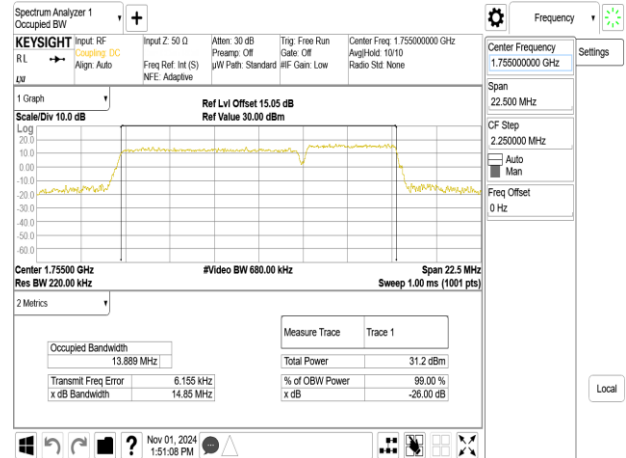 Spectrum Analyzer 1
Occupied BW
Frequency
KEYSIGHT
RL
LXI
Input: RF
Coupling: DC
Align: Auto
Input Z: 50 Ω
Freq Ref: Int (S)
NFE: Adaptive
Atten: 30 dB
Preamp: Off
µW Path: Standard
Trig: Free Run
Gate: Off
#IF Gain: Low
Center Freq: 1.755000000 GHz
Avg|Hold: 10/10
Radio Std: None
Center Frequency
1.755000000 GHz
Settings
Span
22.500 MHz
CF Step
2.250000 MHz
Auto
Man
Freq Offset
0 Hz
Local
1 Graph
Scale/Div 10.0 dB
Ref Lvl Offset 15.05 dB
Ref Value 30.00 dBm
Log
20.0
10.0
0.00
-10.0
-20.0
-30.0
-40.0
-50.0
-60.0
Center 1.75500 GHz
#Video BW 680.00 kHz
Span 22.5 MHz
Res BW 220.00 kHz
Sweep 1.00 ms (1001 pts)
2 Metrics
Measure Trace Trace 1
Occupied Bandwidth
13.889 MHz
Total Power 31.2 dBm
Transmit Freq Error 6.155 kHz
% of OBW Power 99.00 %
x dB Bandwidth 14.85 MHz
x dB -26.00 dB
?
Nov 01, 2024
1:51:08 PM